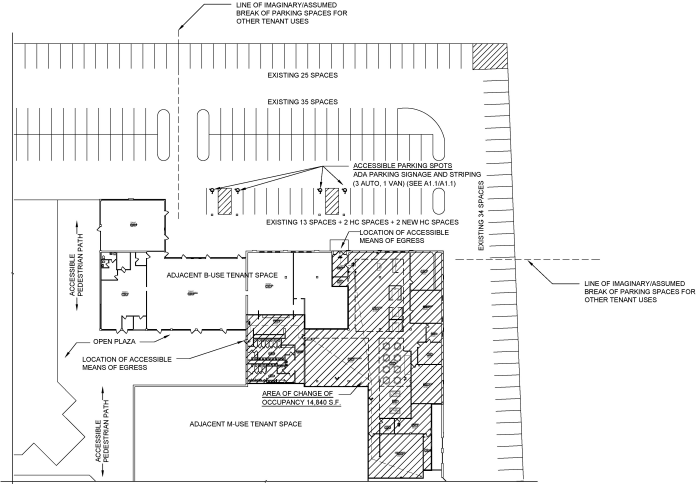 LINE OF IMAGINARY/ASSUMED
BREAK OF PARKING SPACES FOR
OTHER TENANT USES
EXISTING 25 SPACES
EXISTING 35 SPACES
ACCESSIBLE PARKING SPOTS
ADA PARKING SIGNAGE AND STRIPING
(3 AUTO, 1 VAN) (SEE A1.1/A1.1)
EXISTING 34 SPACES
EXISTING 13 SPACES + 2 HC SPACES + 2 NEW HC SPACES
LOCATION OF ACCESSIBLE
MEANS OF EGRESS
ACCESSIBLE
PEDESTRIAN PATH
ADJACENT B-USE TENANT SPACE
LINE OF IMAGINARY/ASSUMED
BREAK OF PARKING SPACES FOR
OTHER TENANT USES
OPEN PLAZA
LOCATION OF ACCESSIBLE
MEANS OF EGRESS
AREA OF CHANGE OF
OCCUPANCY 14,840 S.F.
ACCESSIBLE
PEDESTRIAN PATH
ADJACENT M-USE TENANT SPACE